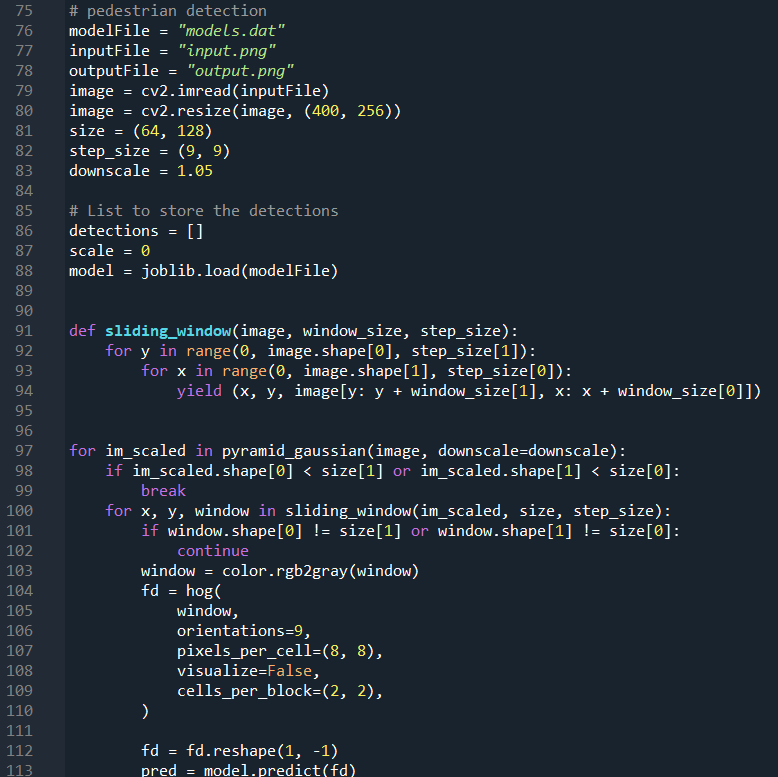 75 # pedestrian detection
76 modelFile = "models.dat"
77 inputFile = "input.png"
78 outputFile = "output.png"
79 image = cv2.imread(inputFile)
80 image = cv2.resize(image, (400, 256))
81 size = (64, 128)
82 step_size = (9, 9)
83 downscale = 1.05
84
85 # List to store the detections
86 detections = []
87 scale = 0
88 model = joblib.load(modelFile)
89
90
91 def sliding_window(image, window_size, step_size):
92     for y in range(0, image.shape[0], step_size[1]):
93         for x in range(0, image.shape[1], step_size[0]):
94             yield (x, y, image[y: y + window_size[1], x: x + window_size[0]])
95
96
97 for im_scaled in pyramid_gaussian(image, downscale=downscale):
98     if im_scaled.shape[0] < size[1] or im_scaled.shape[1] < size[0]:
99         break
100     for x, y, window in sliding_window(im_scaled, size, step_size):
101         if window.shape[0] != size[1] or window.shape[1] != size[0]:
102             continue
103         window = color.rgb2gray(window)
104         fd = hog(
105             window,
106             orientations=9,
107             pixels_per_cell=(8, 8),
108             visualize=False,
109             cells_per_block=(2, 2),
110         )
111
112         fd = fd.reshape(1, -1)
113         pred = model.predict(fd)